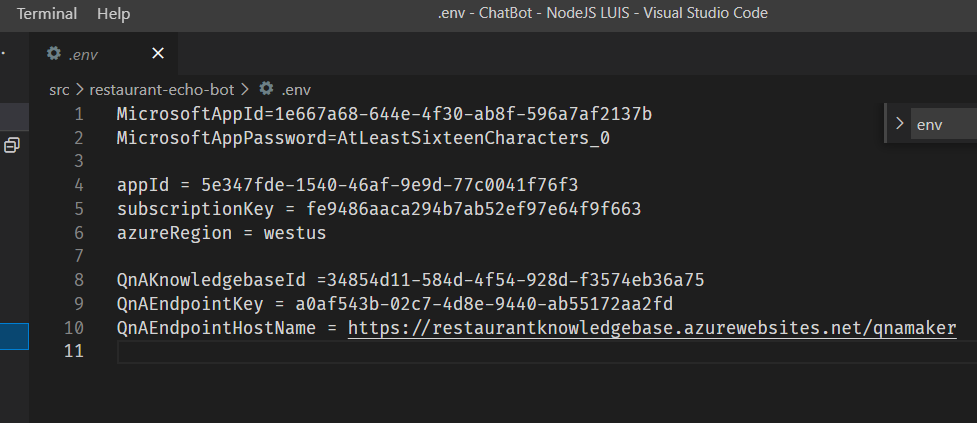 Terminal Help .env - ChatBot - NodeJS LUIS - Visual Studio Code
.env
src > restaurant-echo-bot > .env
1 MicrosoftAppId=1e667a68-644e-4f30-ab8f-596a7af2137b
env
2 MicrosoftAppPassword=AtLeastSixteenCharacters_0
3
4 appId = 5e347fde-1540-46af-9e9d-77c0041f76f3
5 subscriptionKey = fe9486aaca294b7ab52ef97e64f9f663
6 azureRegion = westus
7
8 QnAKnowledgebaseId =34854d11-584d-4f54-928d-f3574eb36a75
9 QnAEndpointKey = a0af543b-02c7-4d8e-9440-ab55172aa2fd
10 QnAEndpointHostName = https://restaurantknowledgebase.azurewebsites.net/qnamaker
11